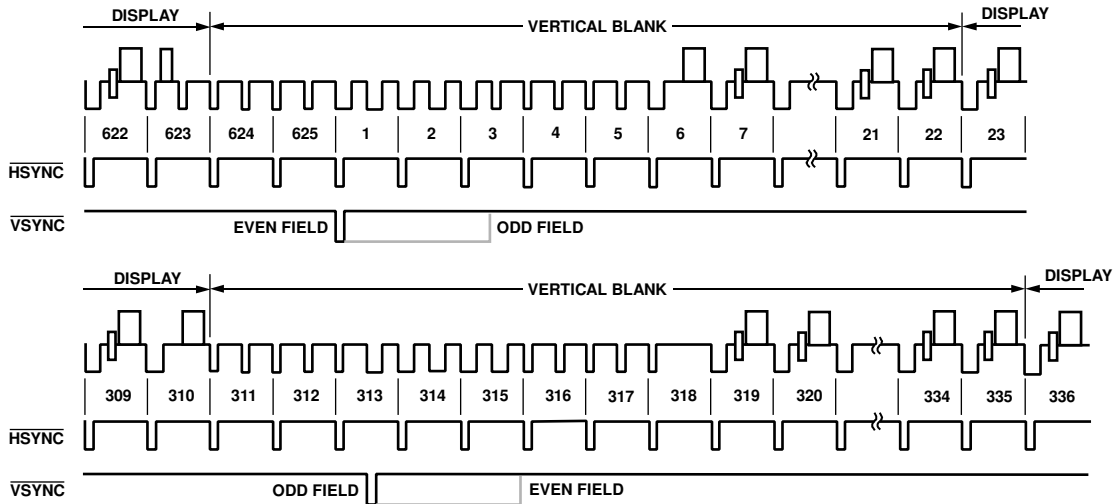 DISPLAY VERTICAL BLANK DISPLAY
622 623 624 625 1 2 3 4 5 6 7 21 22 23
HSYNC
VSYNC EVEN FIELD ODD FIELD
DISPLAY VERTICAL BLANK DISPLAY
309 310 311 312 313 314 315 316 317 318 319 320 334 335 336
HSYNC
VSYNC ODD FIELD EVEN FIELD